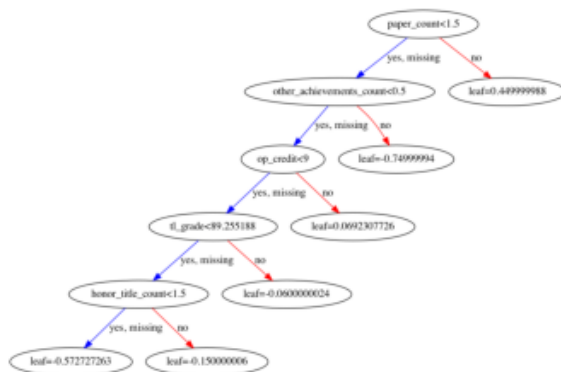 paper_count<1.5
yes, missing
no
other_achievements_count<0.5
leaf=0.449999988
yes, missing
no
op_credit<9
leaf=-0.74999994
yes, missing
no
tl_grade<89.255188
leaf=0.0692307726
yes, missing
no
honor_title_count<1.5
leaf=-0.0600000024
yes, missing
no
leaf=-0.572727263
leaf=-0.150000006